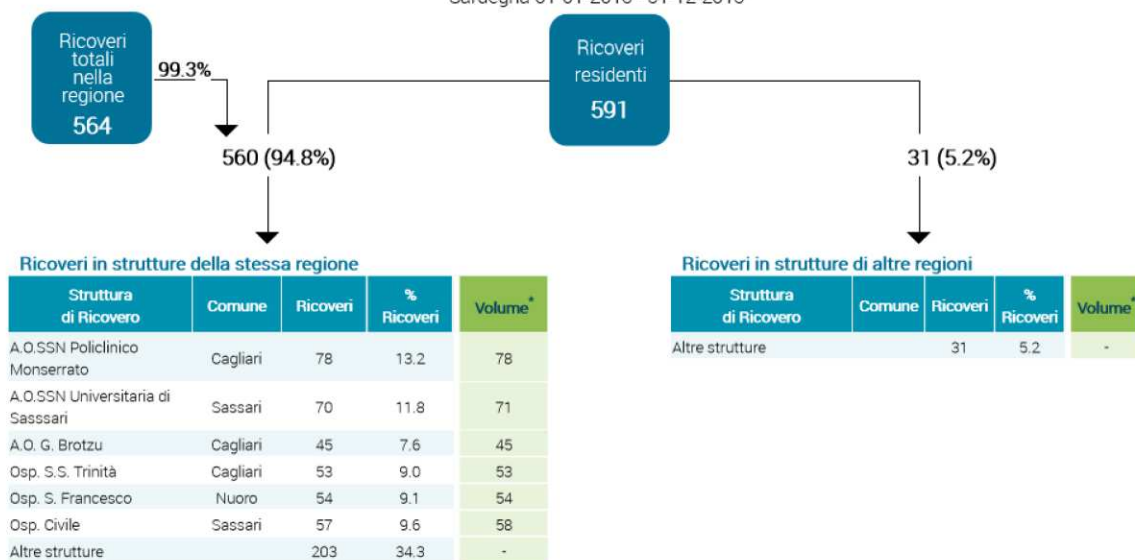 Sardegna 01-01-2016 - 31-12-2016
Ricoveri
totali
nella
regione
564
99.3%
Ricoveri
residenti
591
560 (94.8%)
31 (5.2%)
Ricoveri in strutture della stessa regione
Struttura
di Ricovero
Comune
Ricoveri
%
Ricoveri
Volume*
A.O.SSN Policlinico
Monserrato
Cagliari 78 13.2 78
A.O.SSN Universitaria di
Sasssari
Sassari 70 11.8 71
A.O. G. Brotzu Cagliari 45 7.6 45
Osp. S.S. Trinità Cagliari 53 9.0 53
Osp. S. Francesco Nuoro 54 9.1 54
Osp. Civile Sassari 57 9.6 58
Altre strutture 203 34.3 -
Ricoveri in strutture di altre regioni
Struttura
di Ricovero
Comune
Ricoveri
%
Ricoveri
Volume*
Altre strutture 31 5.2 -